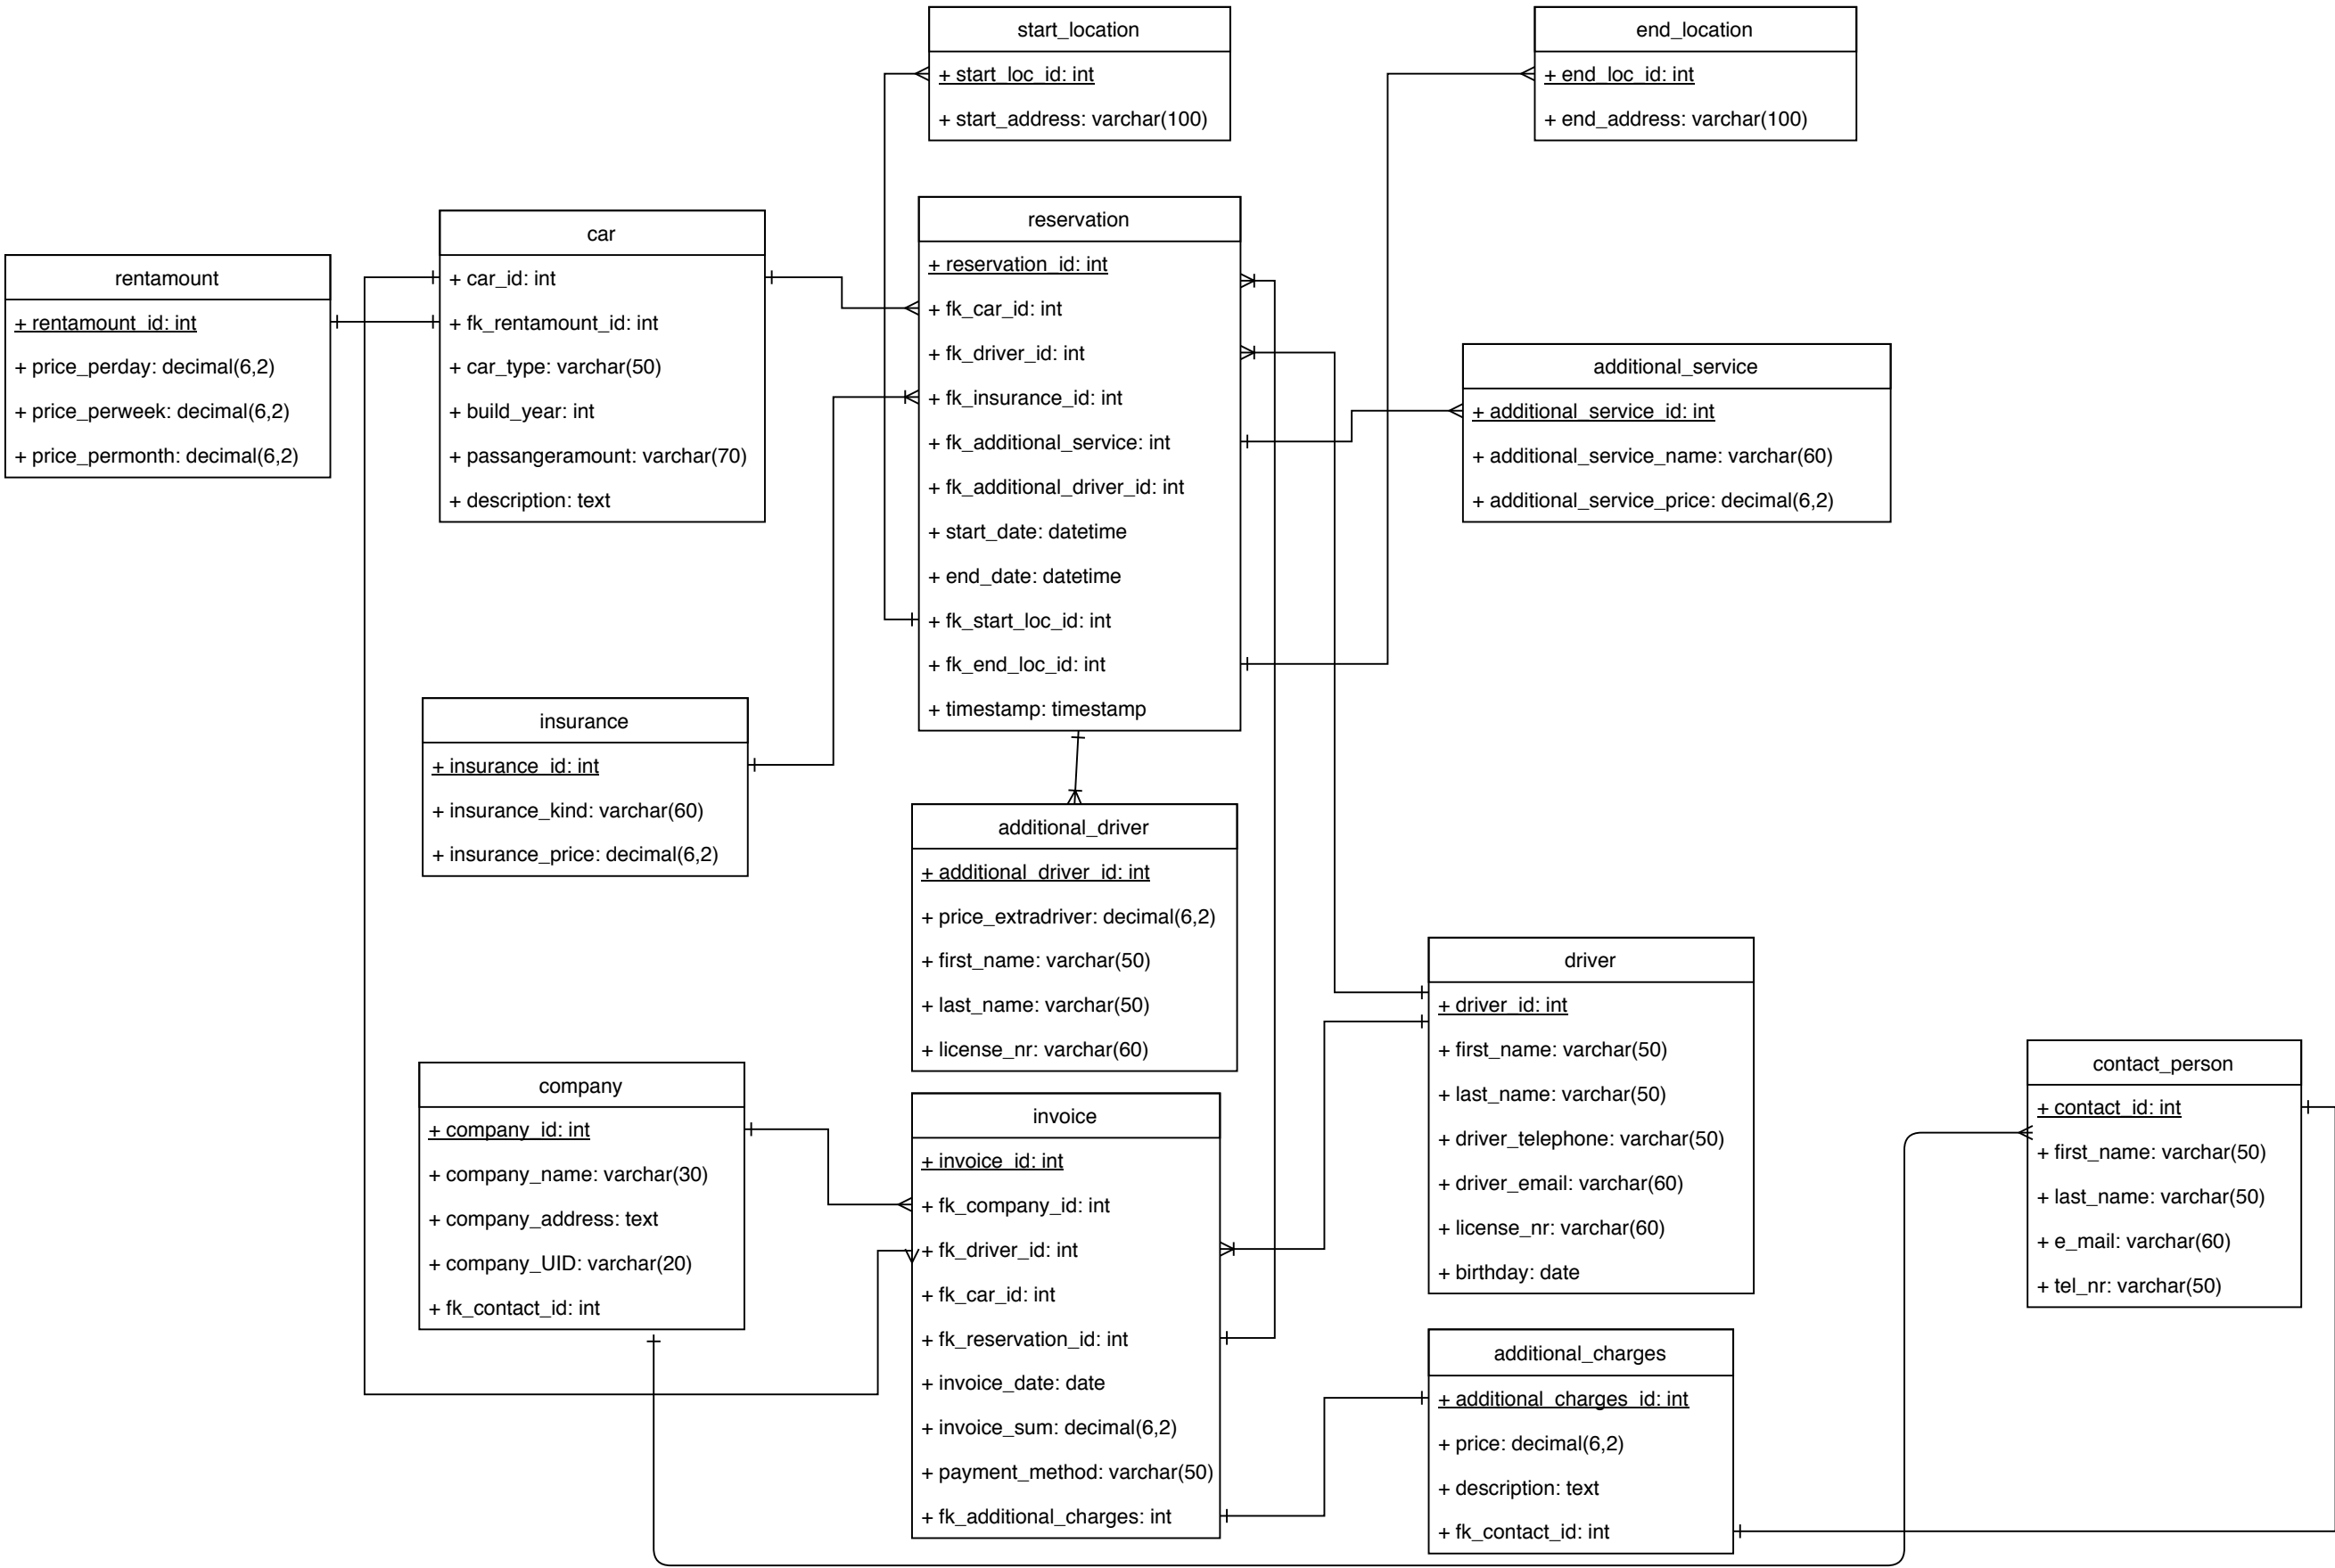 start_location
+ start_loc_id: int
+ start_address: varchar(100)
end_location
+ end_loc_id: int
+ end_address: varchar(100)
rentamount
+ rentamount_id: int
+ price_perday: decimal(6,2)
+ price_perweek: decimal(6,2)
+ price_permonth: decimal(6,2)
car
+ car_id: int
+ fk_rentamount_id: int
+ car_type: varchar(50)
+ build_year: int
+ passangeramount: varchar(70)
+ description: text
reservation
+ reservation_id: int
+ fk_car_id: int
+ fk_driver_id: int
+ fk_insurance_id: int
+ fk_additional_service: int
+ fk_additional_driver_id: int
+ start_date: datetime
+ end_date: datetime
+ fk_start_loc_id: int
+ fk_end_loc_id: int
+ timestamp: timestamp
additional_service
+ additional_service_id: int
+ additional_service_name: varchar(60)
+ additional_service_price: decimal(6,2)
insurance
+ insurance_id: int
+ insurance_kind: varchar(60)
+ insurance_price: decimal(6,2)
additional_driver
+ additional_driver_id: int
+ price_extradriver: decimal(6,2)
+ first_name: varchar(50)
+ last_name: varchar(50)
+ license_nr: varchar(60)
driver
+ driver_id: int
+ first_name: varchar(50)
+ last_name: varchar(50)
+ driver_telephone: varchar(50)
+ driver_email: varchar(60)
+ license_nr: varchar(60)
+ birthday: date
contact_person
+ contact_id: int
+ first_name: varchar(50)
+ last_name: varchar(50)
+ e_mail: varchar(60)
+ tel_nr: varchar(50)
company
+ company_id: int
+ company_name: varchar(30)
+ company_address: text
+ company_UID: varchar(20)
+ fk_contact_id: int
invoice
+ invoice_id: int
+ fk_company_id: int
+ fk_driver_id: int
+ fk_car_id: int
+ fk_reservation_id: int
+ invoice_date: date
+ invoice_sum: decimal(6,2)
+ payment_method: varchar(50)
+ fk_additional_charges: int
additional_charges
+ additional_charges_id: int
+ price: decimal(6,2)
+ description: text
+ fk_contact_id: int